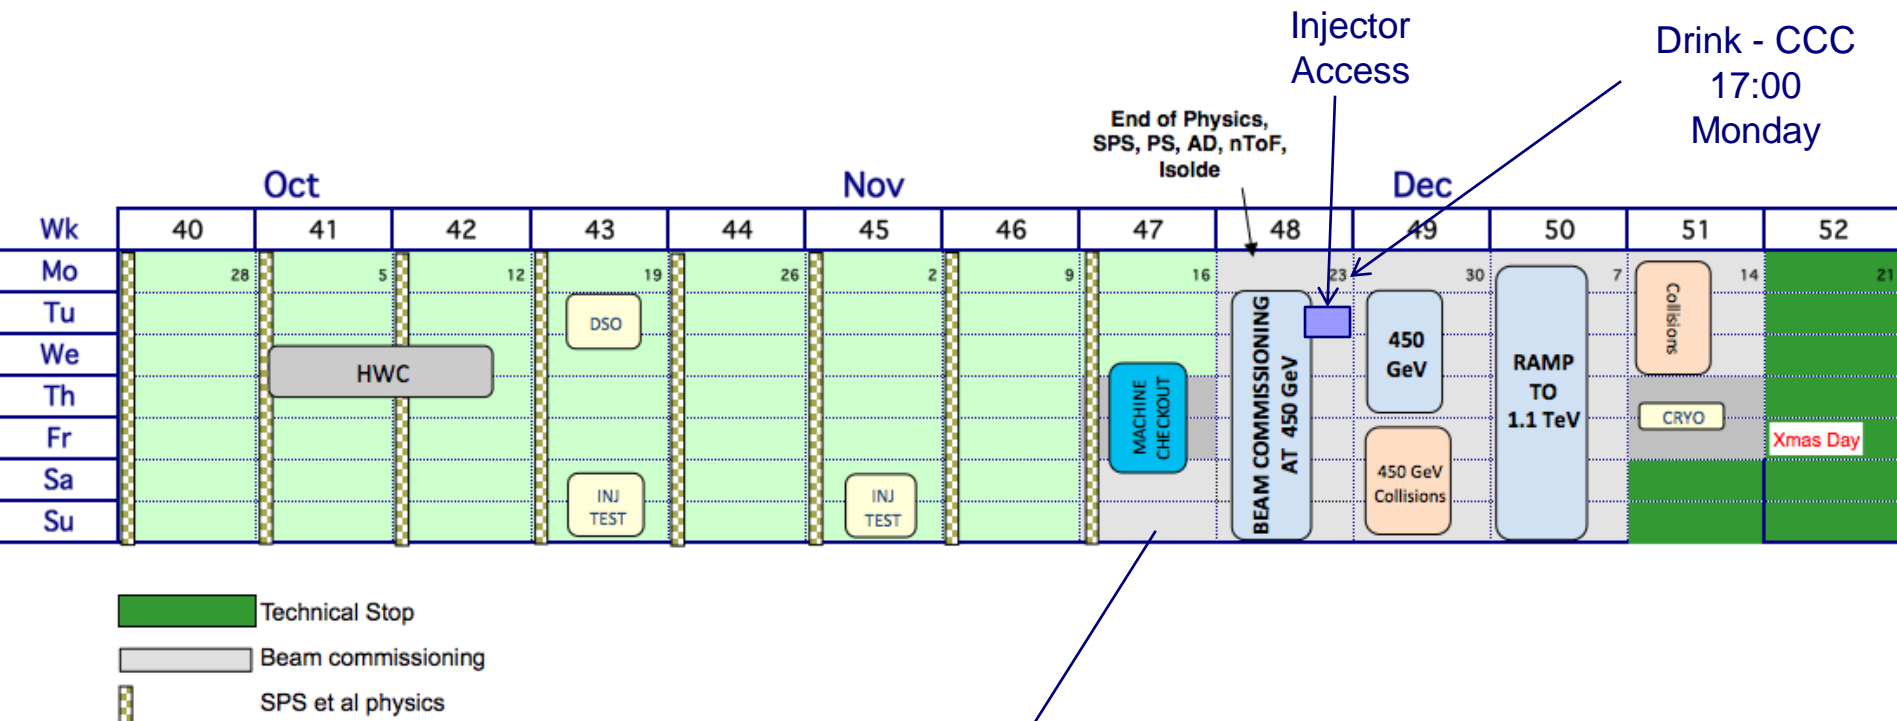 Injector
Access
Drink - CCC
17:00
Monday
End of Physics,
SPS, PS, AD, nToF,
Isolde
Oct
Nov
Dec
Wk 40 41 42 43 44 45 46 47 48 49 50 51 52
Mo 28 5 12 19 26 2 9 16 23 30 7 14 21
Tu
We
Th
Fr
Sa
Su
HWC
DSO
INJ
TEST
INJ
TEST
MACHINE
CHECKOUT
BEAM COMMISSIONING
AT 450 GeV
450
GeV
450 GeV
Collisions
RAMP
TO
1.1 TeV
Collisions
CRYO
Xmas Day
Technical Stop
Beam commissioning
SPS et al physics